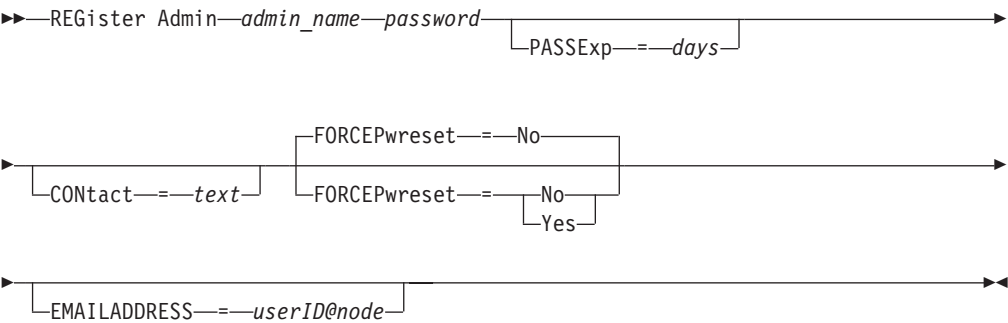 REGister Admin admin_name password
PASSExp = days
FORCEPwreset = No
CONtact = text
FORCEPwreset = No
Yes
EMAILADDRESS = userID@node